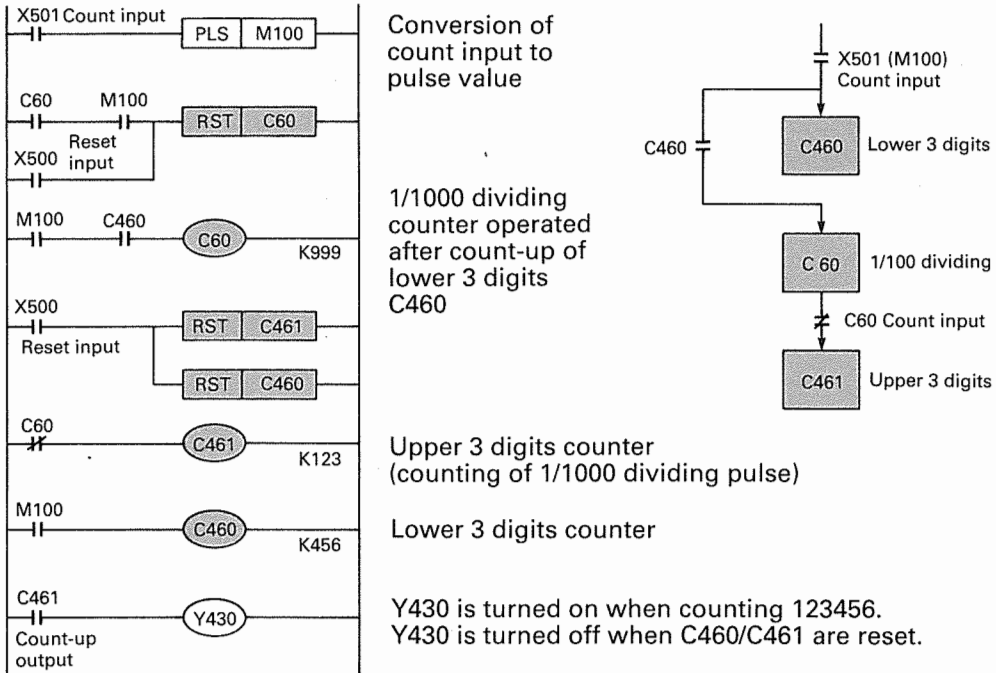 X501 Count input
PLS M100
Conversion of
count input to
pulse value
C60 M100
RST C60
Reset
input
X500
M100 C460
C60
K999
1/1000 dividing
counter operated
after count-up of
lower 3 digits
C460
X500
RST C461
Reset input
RST C460
C60
C461
K123
Upper 3 digits counter
(counting of 1/1000 dividing pulse)
M100
C460
K456
Lower 3 digits counter
C461
Y430
Count-up
output
Y430 is turned on when counting 123456.
Y430 is turned off when C460/C461 are reset.
X501 (M100)
Count input
C460
C460 Lower 3 digits
C 60 1/100 dividing
C60 Count input
C461 Upper 3 digits